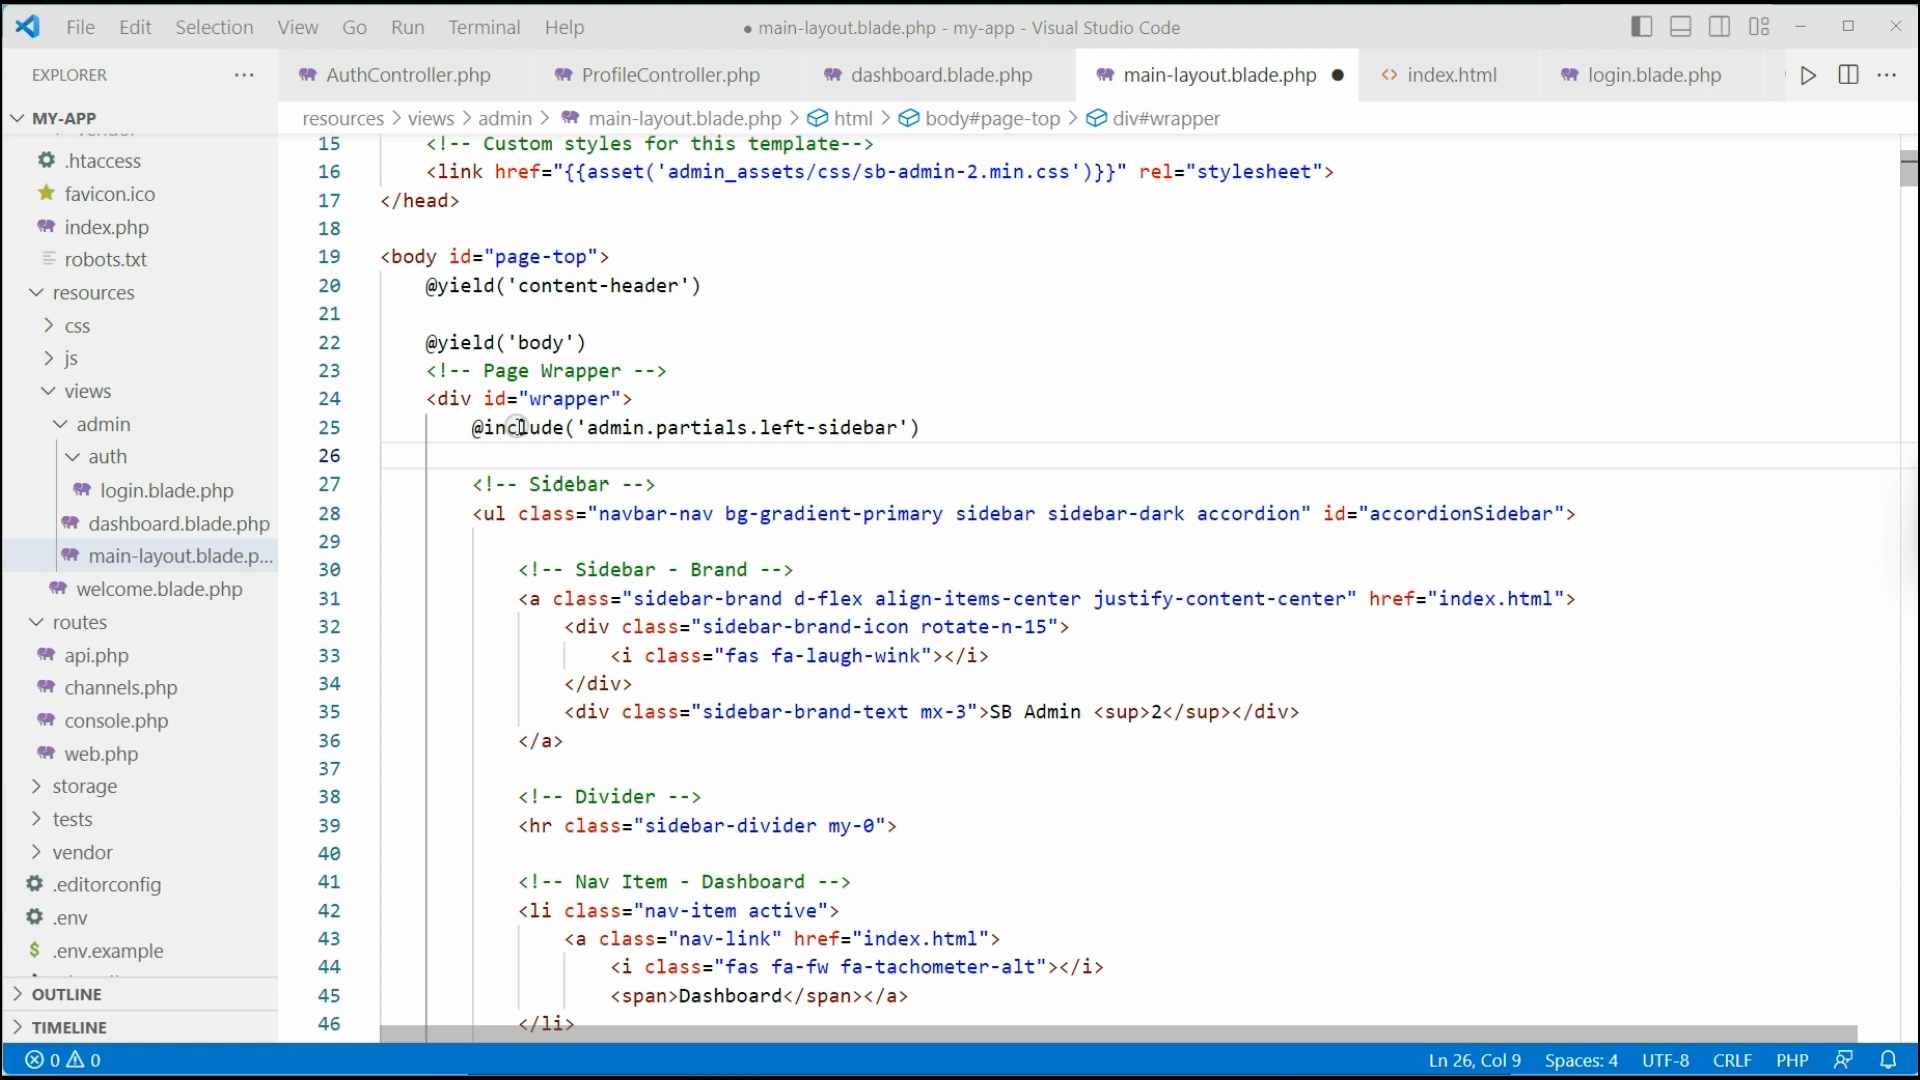 File Edit Selection View Go Run Terminal Help
● main-layout.blade.php - my-app - Visual Studio Code
EXPLORER ···
AuthController.php ProfileController.php dashboard.blade.php main-layout.blade.php ● index.html login.blade.php
MY-APP
resources > views > admin > main-layout.blade.php > html > body#page-top > div#wrapper
.htaccess
favicon.ico
index.php
robots.txt
resources
css
js
views
admin
auth
login.blade.php
dashboard.blade.php
main-layout.blade.p...
welcome.blade.php
routes
api.php
channels.php
console.php
web.php
storage
tests
vendor
.editorconfig
.env
.env.example
OUTLINE
TIMELINE
15 <!-- Custom styles for this template-->
16 <link href="{{asset('admin_assets/css/sb-admin-2.min.css')}}" rel="stylesheet">
17 </head>
18
19 <body id="page-top">
20 @yield('content-header')
21
22 @yield('body')
23 <!-- Page Wrapper -->
24 <div id="wrapper">
25 @include('admin.partials.left-sidebar')
26
27 <!-- Sidebar -->
28 <ul class="navbar-nav bg-gradient-primary sidebar sidebar-dark accordion" id="accordionSidebar">
29
30 <!-- Sidebar - Brand -->
31 <a class="sidebar-brand d-flex align-items-center justify-content-center" href="index.html">
32 <div class="sidebar-brand-icon rotate-n-15">
33 <i class="fas fa-laugh-wink"></i>
34 </div>
35 <div class="sidebar-brand-text mx-3">SB Admin <sup>2</sup></div>
36 </a>
37
38 <!-- Divider -->
39 <hr class="sidebar-divider my-0">
40
41 <!-- Nav Item - Dashboard -->
42 <li class="nav-item active">
43 <a class="nav-link" href="index.html">
44 <i class="fas fa-fw fa-tachometer-alt"></i>
45 <span>Dashboard</span></a>
46 </li>
0 0 Ln 26, Col 9 Spaces: 4 UTF-8 CRLF PHP